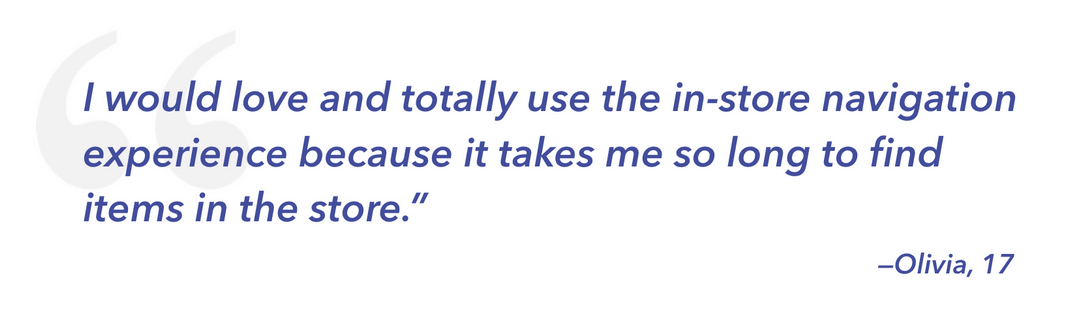 “
I would love and totally use the in-store navigation
experience because it takes me so long to find
items in the store.”
—Olivia, 17